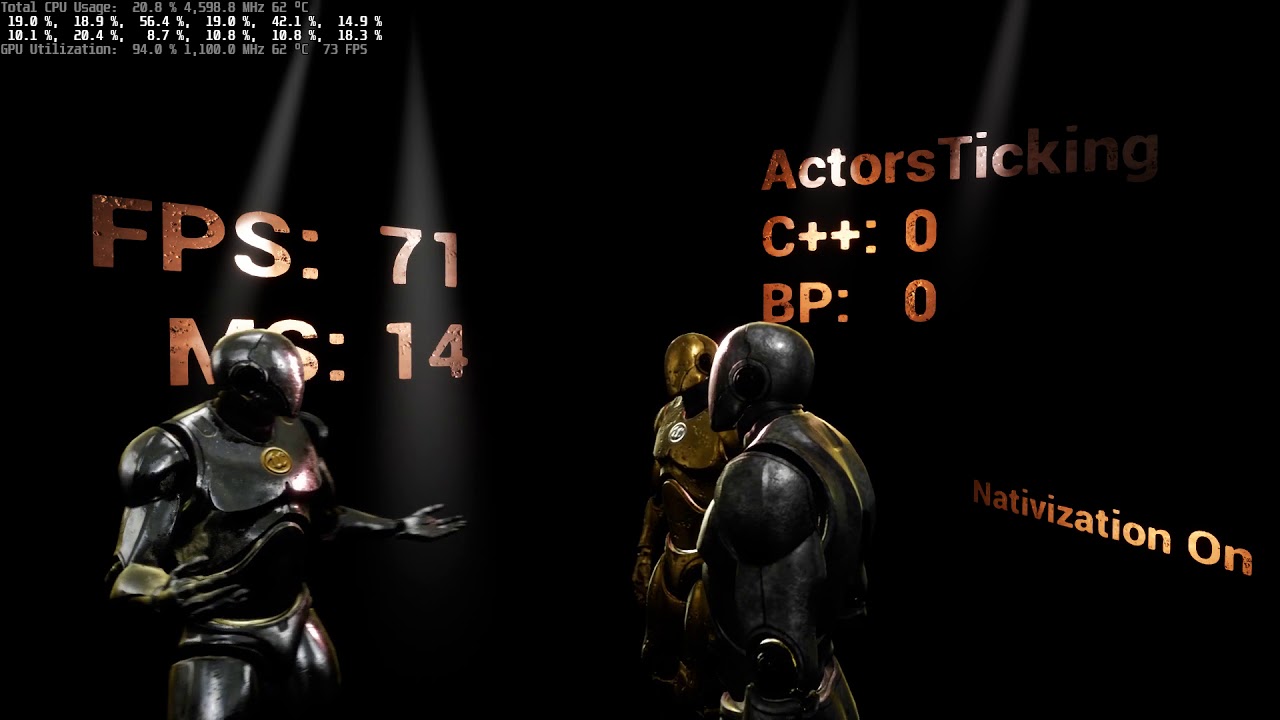 Total CPU Usage: 20.8 % 4,598.8 MHz 62 ºC
19.0 %, 18.9 %, 56.4 %, 19.0 %, 42.1 %, 14.9 %
10.1 %, 20.4 %, 8.7 %, 10.8 %, 10.8 %, 18.3 %
GPU Utilization: 94.0 % 1,100.0 MHz 62 ºC 73 FPS
FPS: 71
MS: 14
ActorsTicking
C++: 0
BP: 0
Nativization On